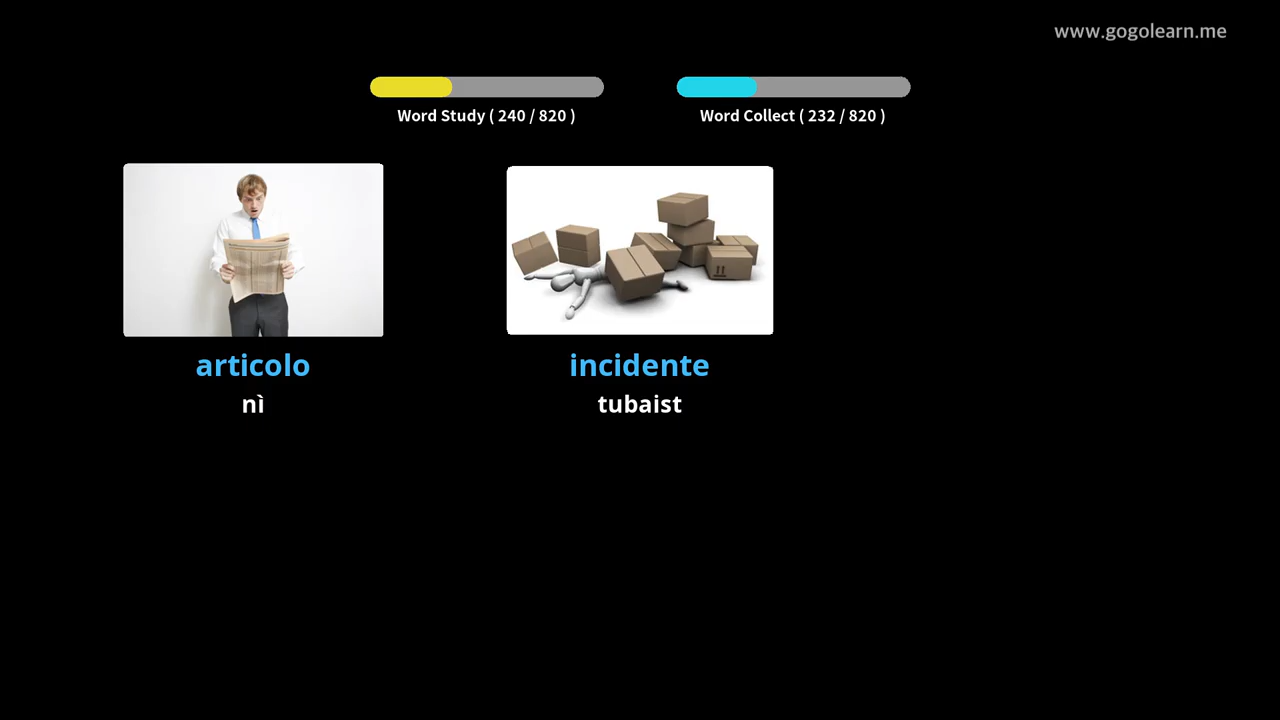 www.gogolearn.me
Word Study ( 240 / 820 )
Word Collect ( 232 / 820 )
articolo
nì
incidente
tubaist